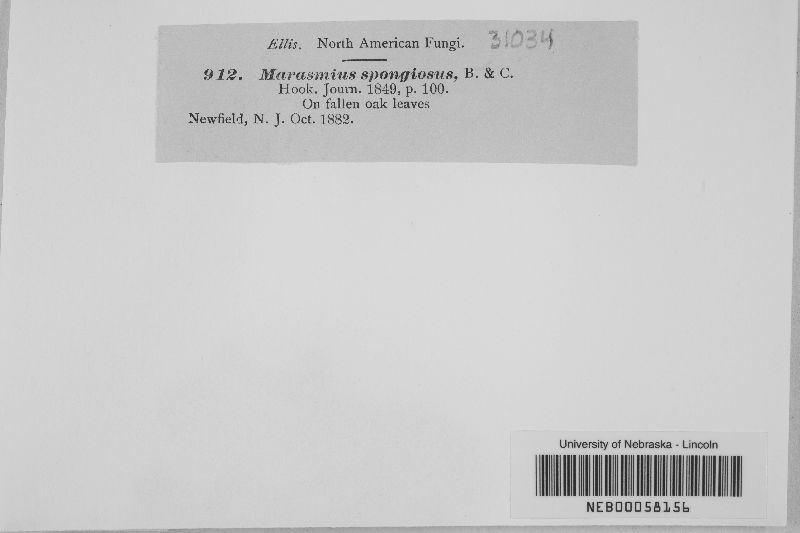 Ellis. North American Fungi. 31034
912. Marasmius spongiosus, B. & C.
Hook. Journ. 1849, p. 100.
On fallen oak leaves
Newfield, N. J. Oct. 1882.
University of Nebraska - Lincoln
NEB00058156